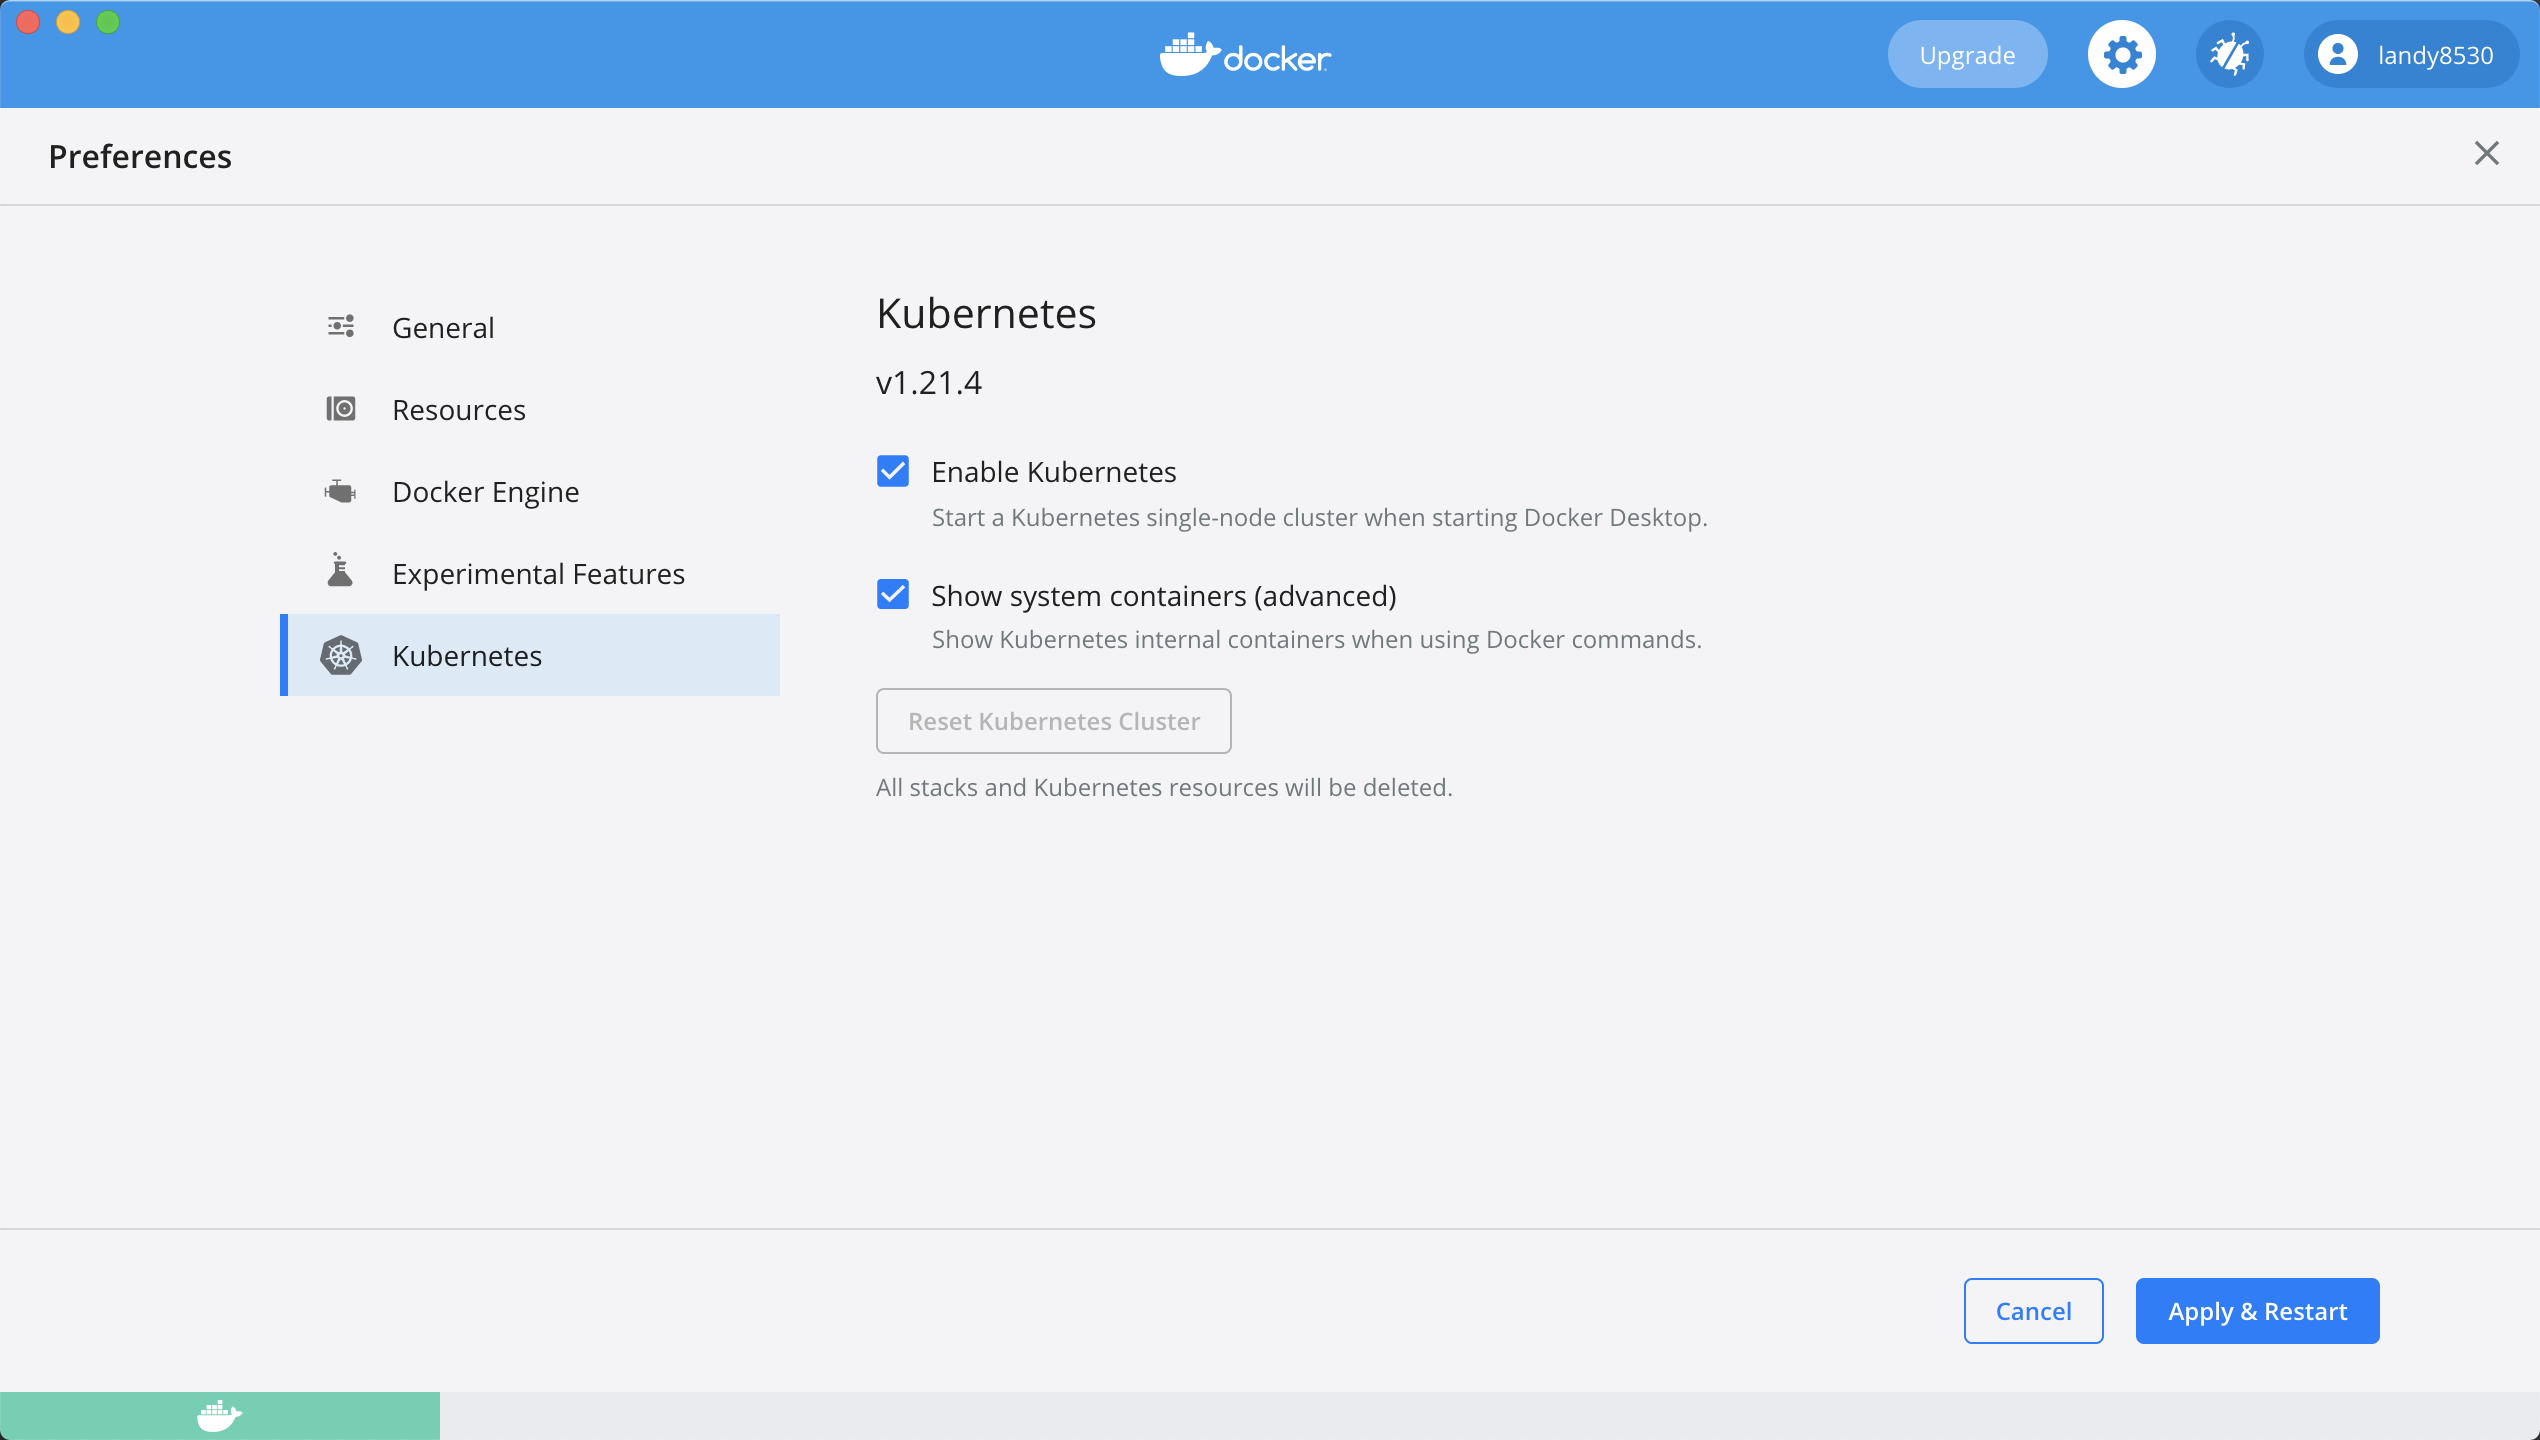 docker
Upgrade
landy8530
Preferences
General
Resources
Docker Engine
Experimental Features
Kubernetes
Kubernetes
v1.21.4
Enable Kubernetes
Start a Kubernetes single-node cluster when starting Docker Desktop.
Show system containers (advanced)
Show Kubernetes internal containers when using Docker commands.
Reset Kubernetes Cluster
All stacks and Kubernetes resources will be deleted.
Cancel
Apply & Restart